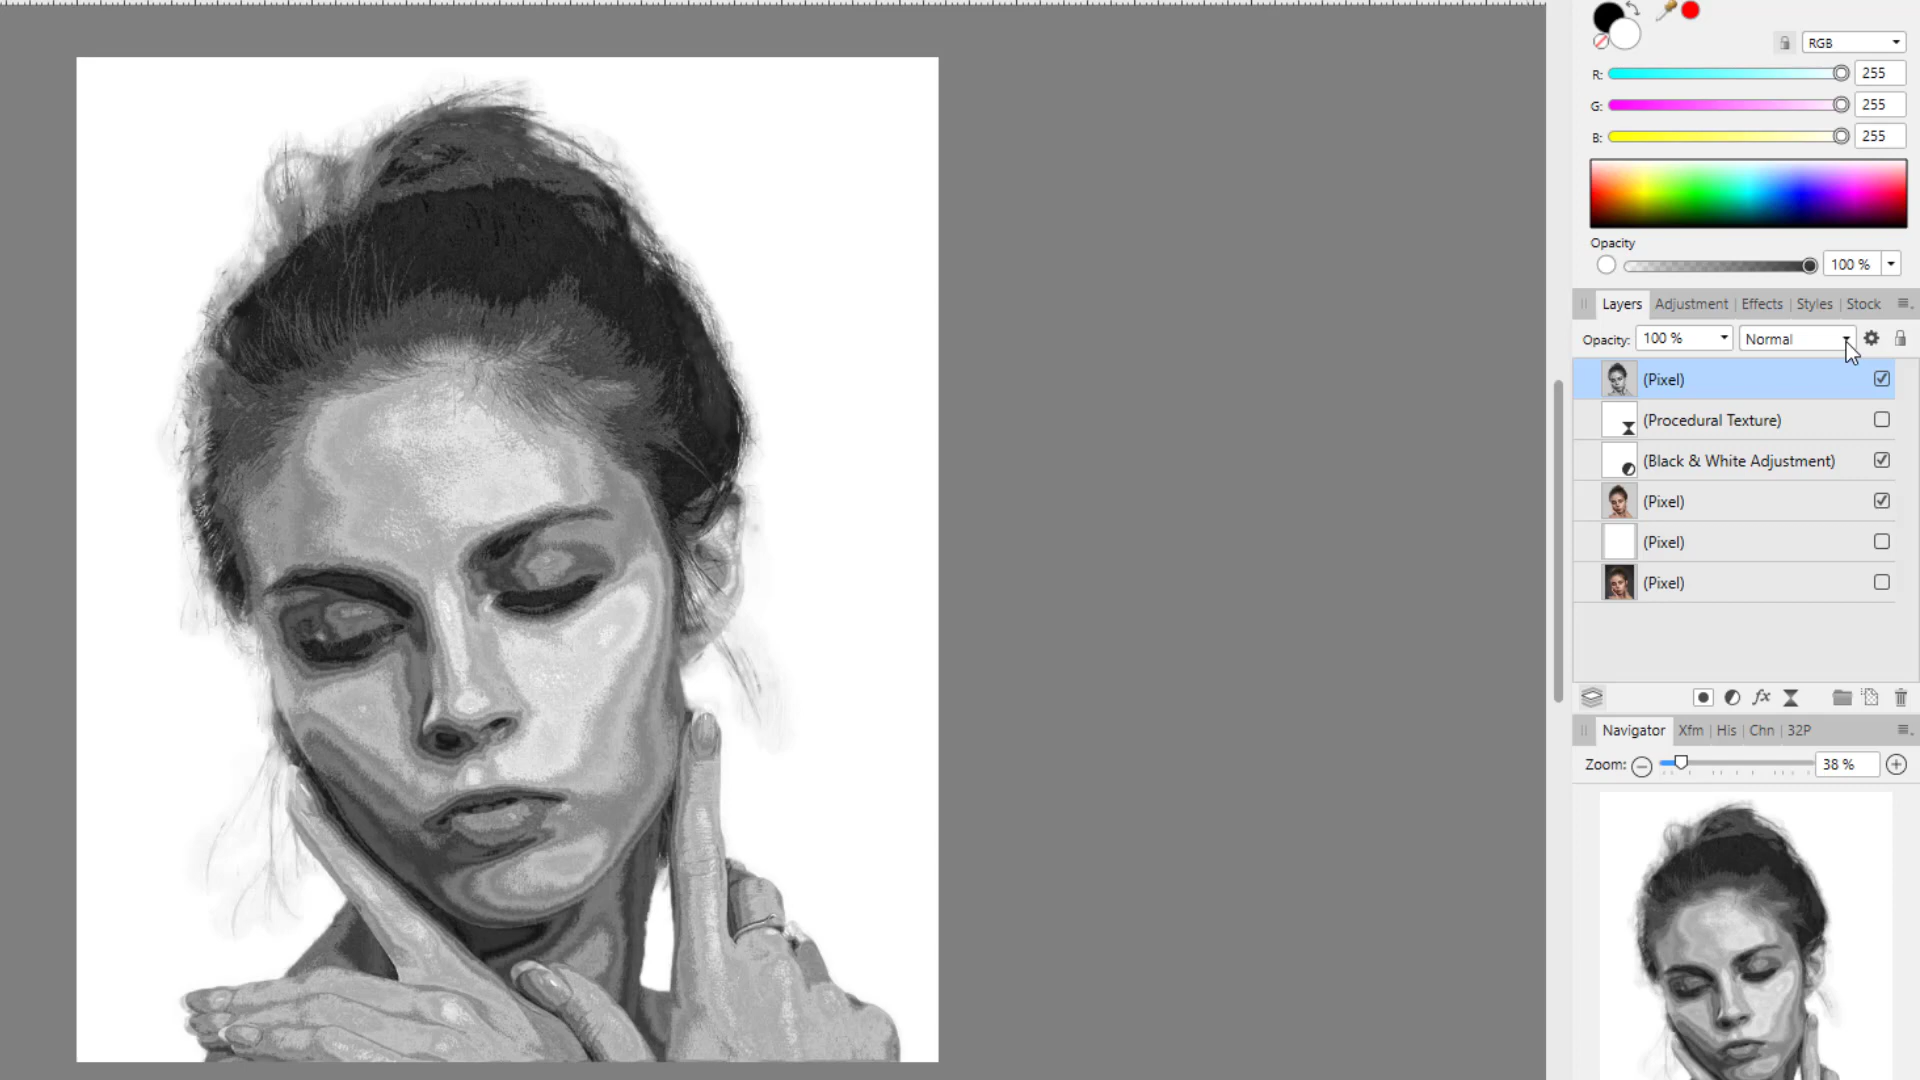 RGB
R: 255
G: 255
B: 255
Opacity
100 %
Layers Adjustment Effects Styles Stock
Opacity: 100 % Normal
(Pixel)
(Procedural Texture)
(Black & White Adjustment)
(Pixel)
(Pixel)
(Pixel)
fx
Navigator Xfm His Chn 32P
Zoom: 38 %